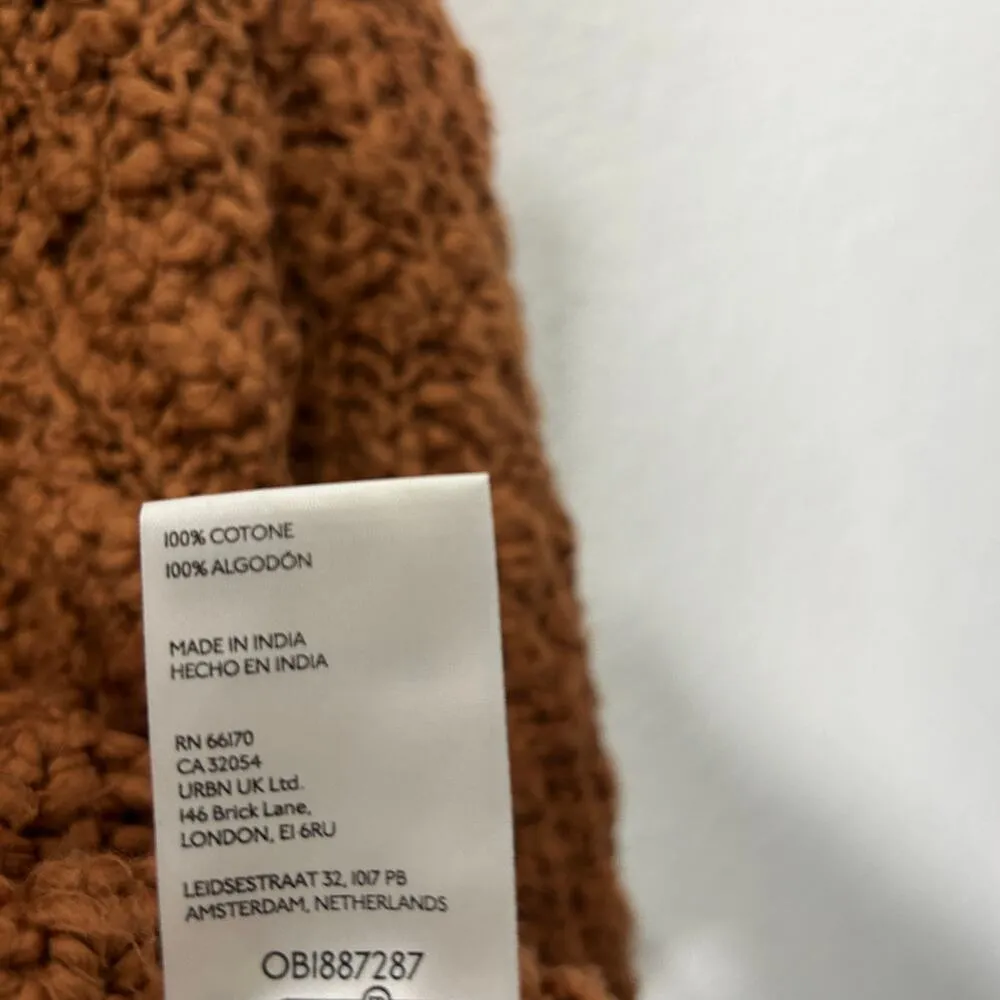 100% COTONE
100% ALGODÓN
MADE IN INDIA
HECHO EN INDIA
RN 66170
CA 32054
URBN UK Ltd.
146 Brick Lane,
LONDON, E1 6RU
LEIDSESTRAAT 32, 1017 PB
AMSTERDAM, NETHERLANDS
OB1887287